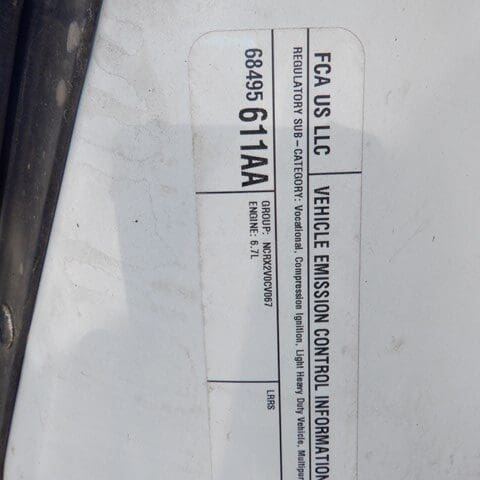 FCA US LLC VEHICLE EMISSION CONTROL INFORMATION
REGULATORY SUB-CATEGORY: Vocational, Compression Ignition, Light Heavy Duty Vehicle,
68495 611AA
GROUP: NCRX2V0CV067
ENGINE: 6.7L
LRRS